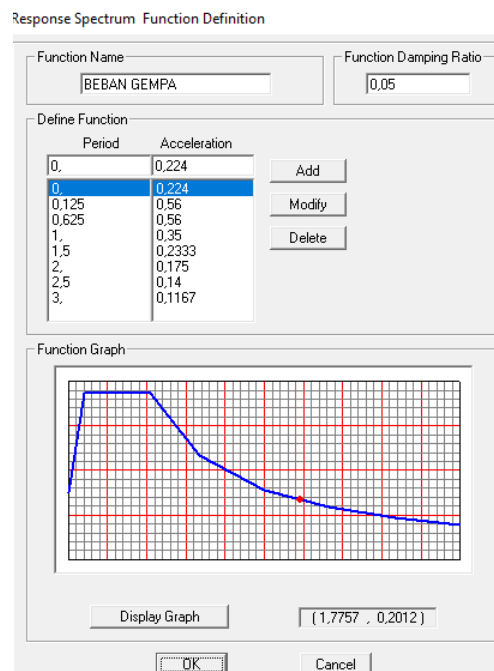 Response Spectrum Function Definition
Function Name
Function Damping Ratio
BEBAN GEMPA
0,05
Define Function
Period Acceleration
0, 0,224
Add
0, 0,224
0,125 0,56
Modify
0,625 0,56
1, 0,35
Delete
1,5 0,2333
2, 0,175
2,5 0,14
3, 0,1167
Function Graph
Display Graph
( 1,7757 , 0,2012 )
OK
Cancel